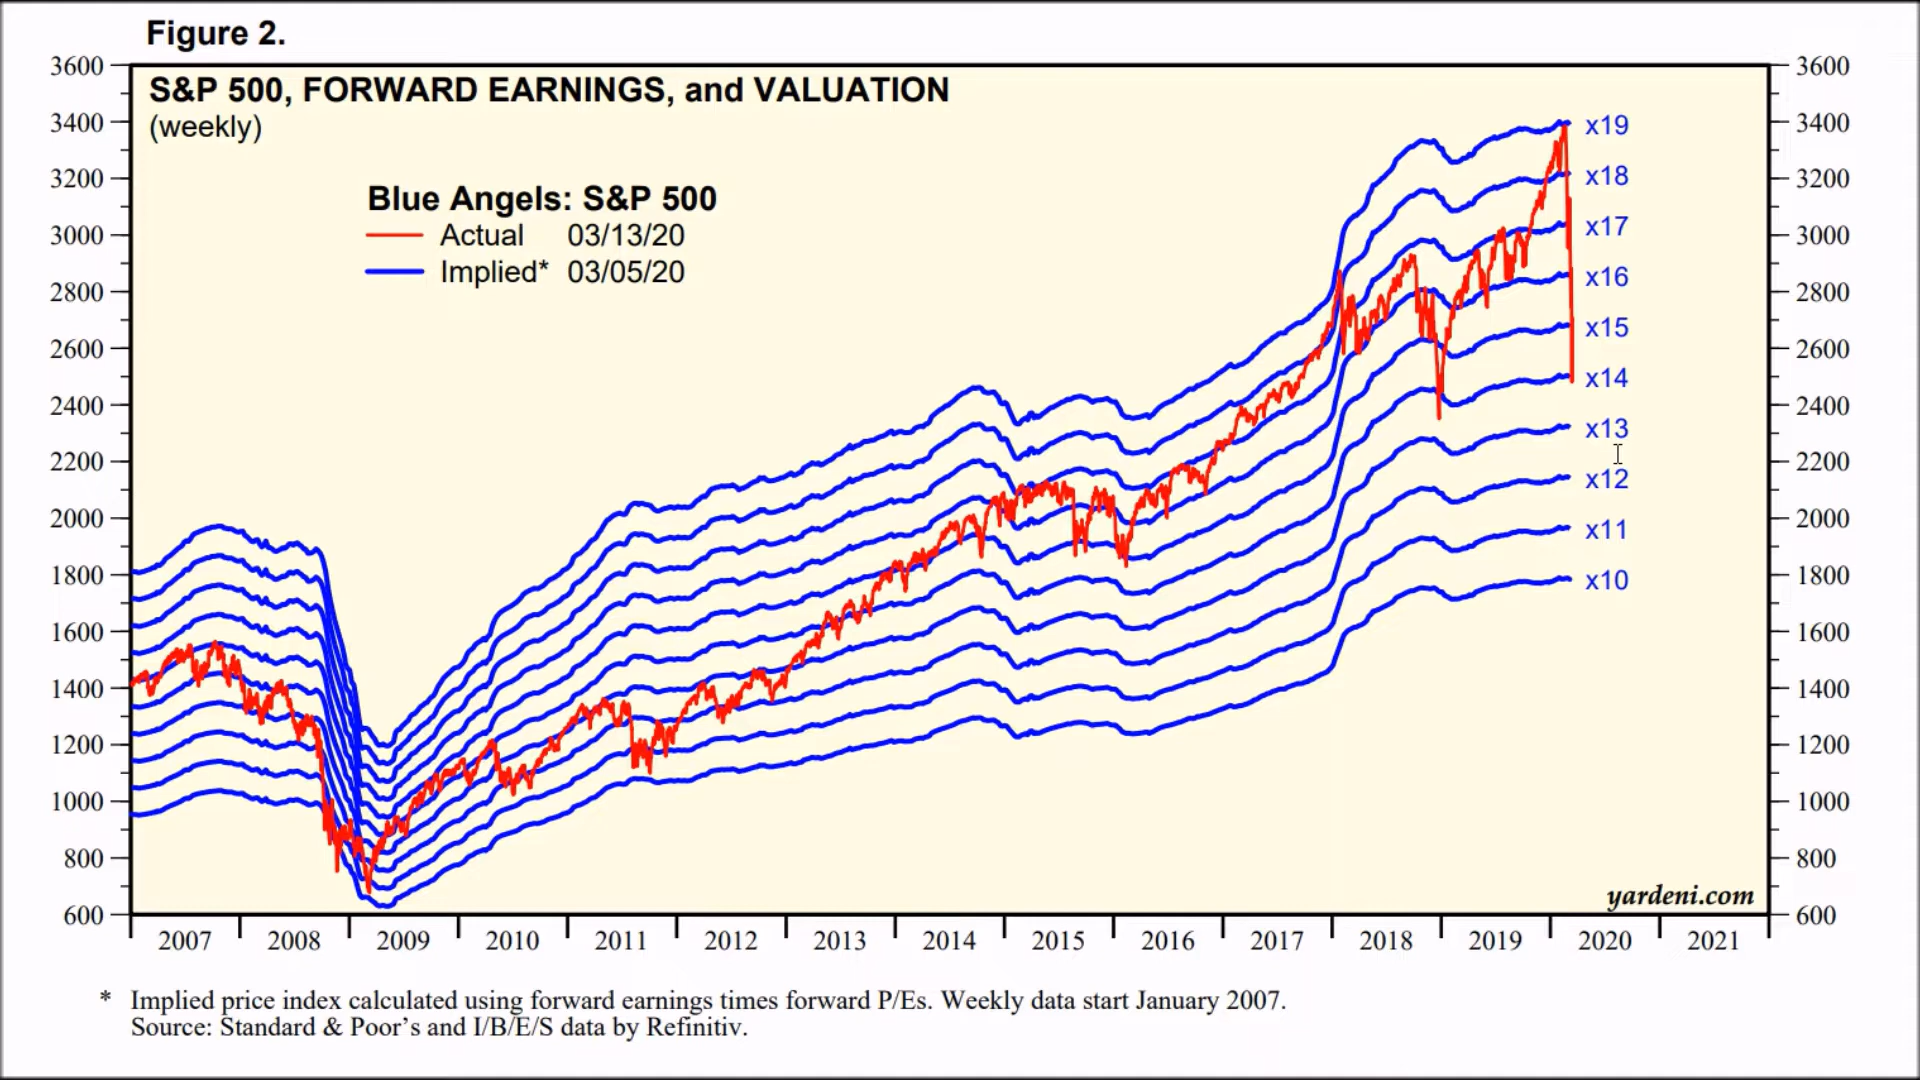 Figure 2.
S&P 500, FORWARD EARNINGS, and VALUATION
(weekly)
Blue Angels: S&P 500
Actual 03/13/20
Implied* 03/05/20
3600 3600
3400 3400
3200 3200
3000 3000
2800 2800
2600 2600
2400 2400
2200 2200
2000 2000
1800 1800
1600 1600
1400 1400
1200 1200
1000 1000
800 800
600 600
x19
x18
x17
x16
x15
x14
x13
x12
x11
x10
yardeni.com
2007 2008 2009 2010 2011 2012 2013 2014 2015 2016 2017 2018 2019 2020 2021
* Implied price index calculated using forward earnings times forward P/Es. Weekly data start January 2007.
Source: Standard & Poor's and I/B/E/S data by Refinitiv.